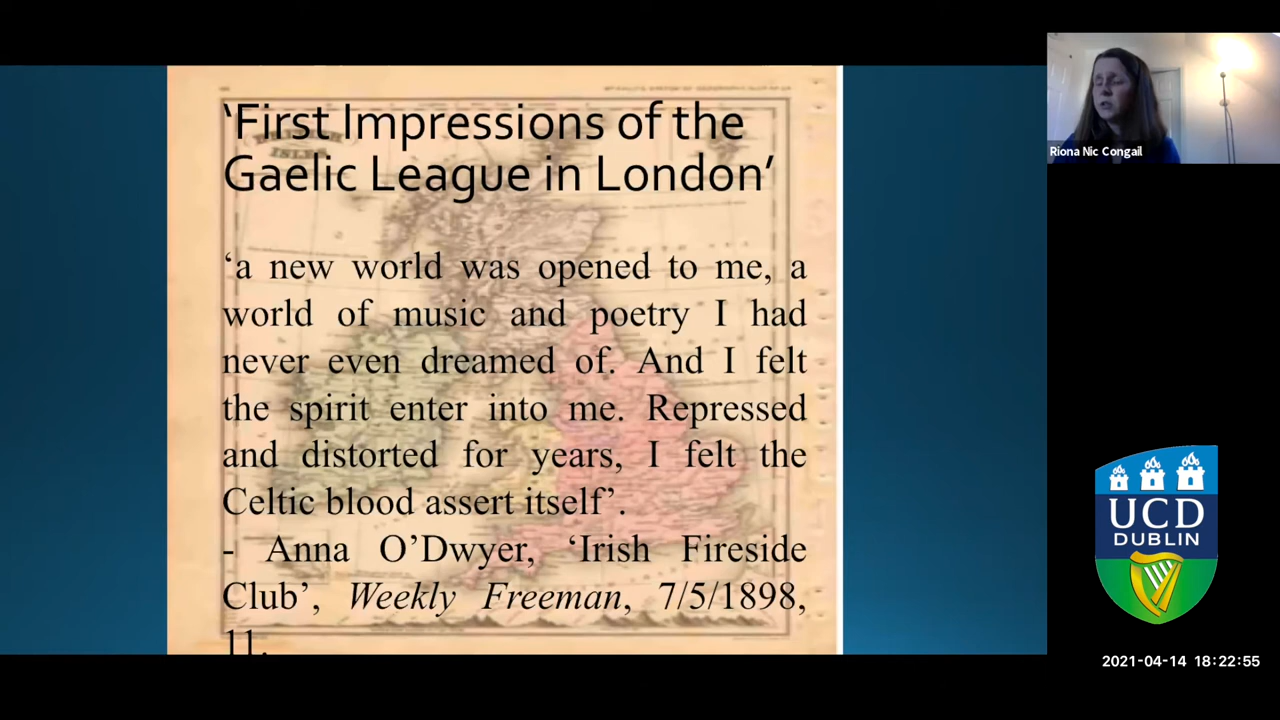 ‘First Impressions of the
Gaelic League in London’
‘a new world was opened to me, a
world of music and poetry I had
never even dreamed of. And I felt
the spirit enter into me. Repressed
and distorted for years, I felt the
Celtic blood assert itself’.
- Anna O’Dwyer, ‘Irish Fireside
Club’, Weekly Freeman, 7/5/1898,
11.
Riona Nic Congail
UCD
DUBLIN
2021-04-14 18:22:55